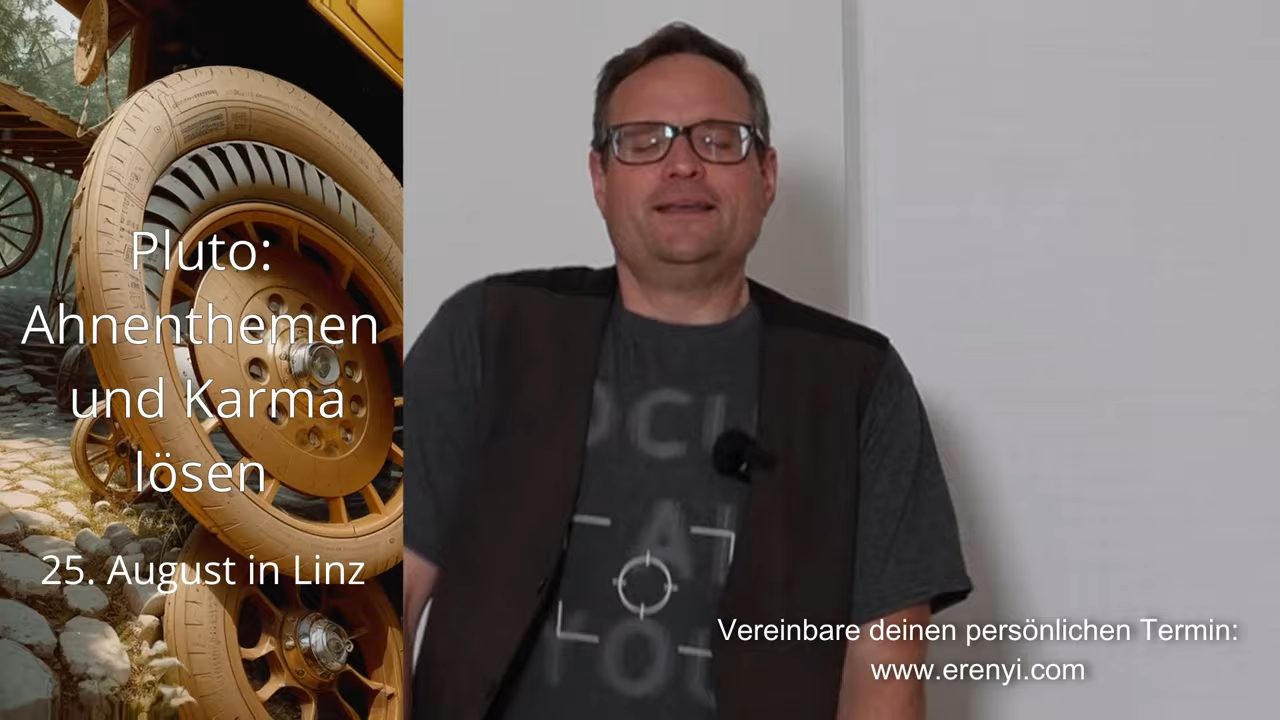 Pluto:
Ahnenthemen
und Karma
lösen
25. August in Linz
Vereinbare deinen persönlichen Termin:
www.erenyi.com